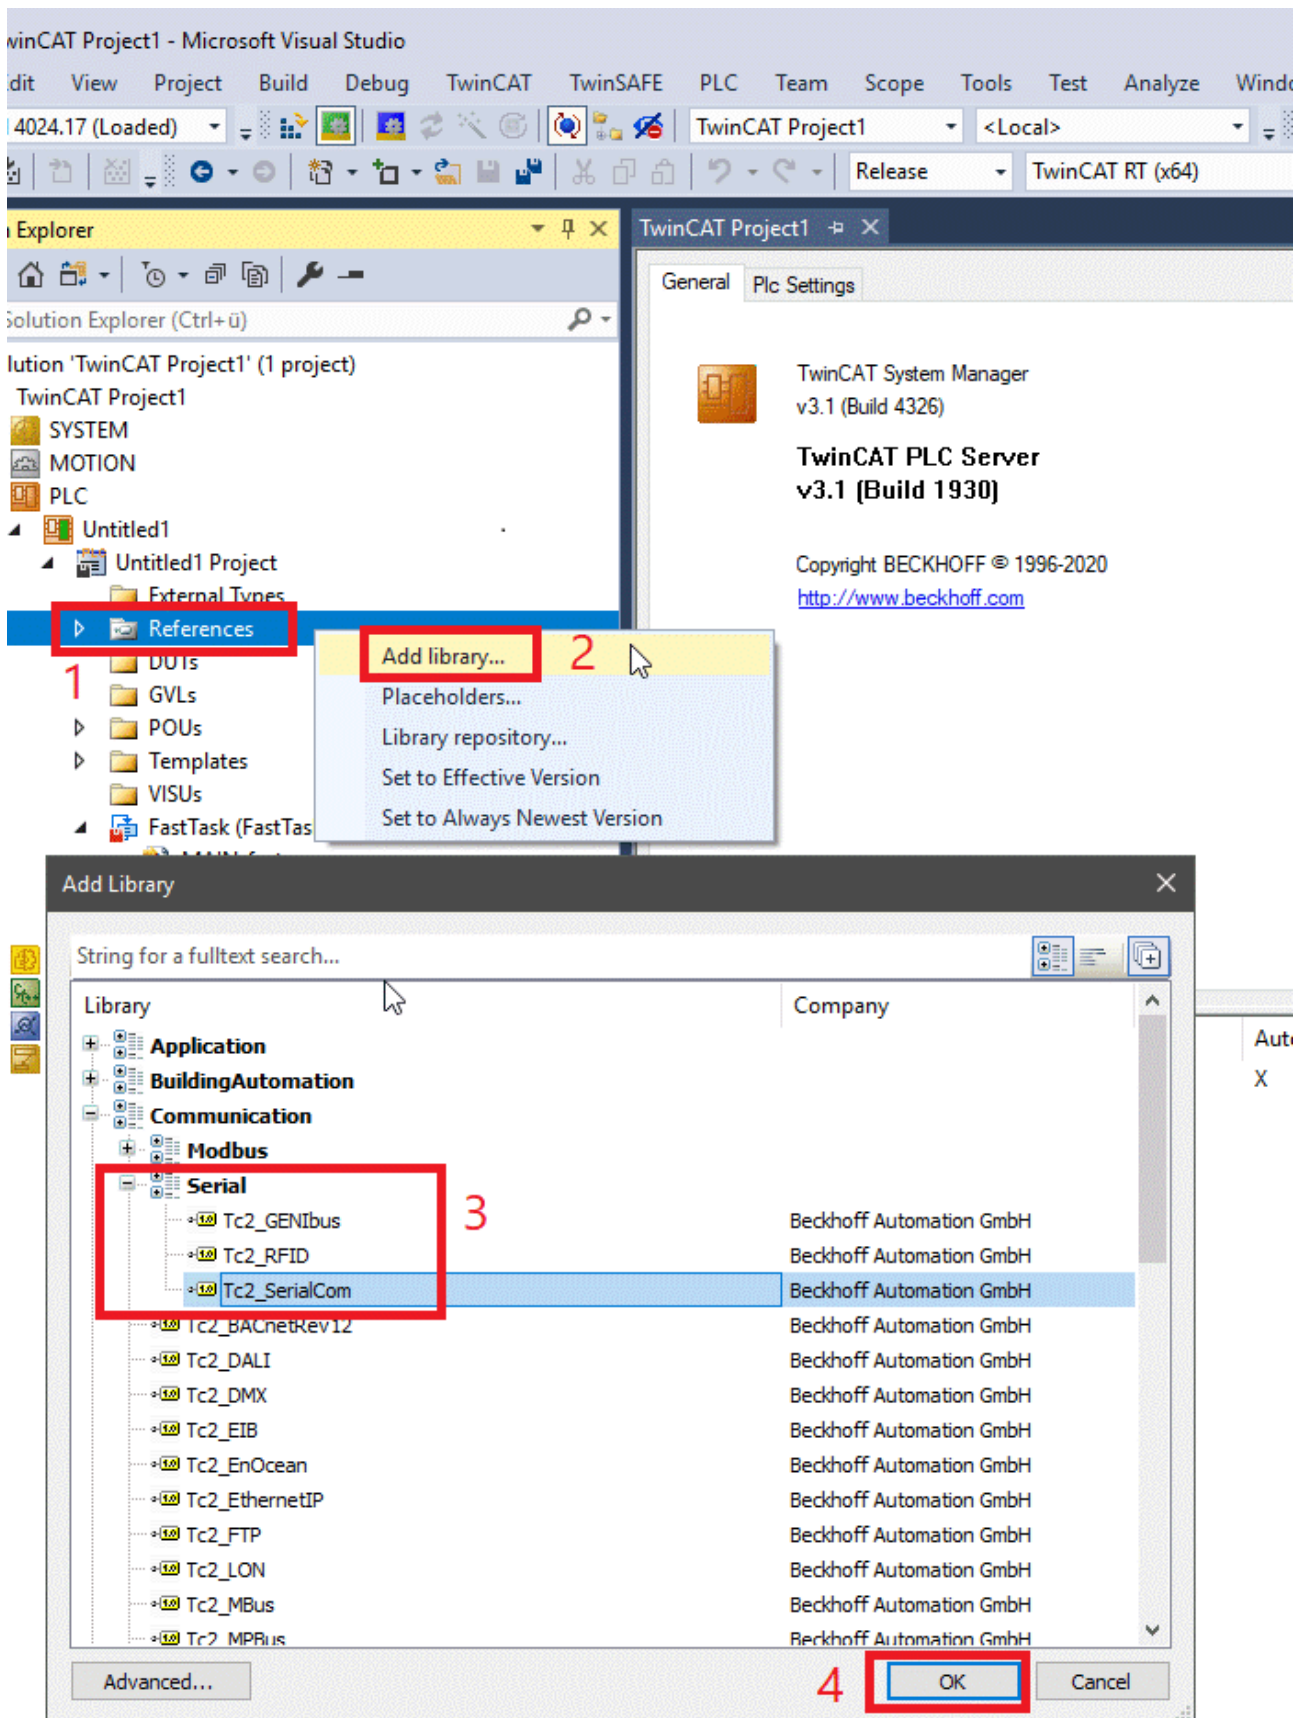 winCAT Project1 - Microsoft Visual Studio
dit View Project Build Debug TwinCAT TwinSAFE PLC Team Scope Tools Test Analyze Windo
4024.17 (Loaded) TwinCAT Project1 <Local>
Release TwinCAT RT (x64)
Explorer
TwinCAT Project1
General Plc Settings
Solution Explorer (Ctrl+ü)
lution 'TwinCAT Project1' (1 project)
TwinCAT Project1
SYSTEM
MOTION
PLC
Untitled1
Untitled1 Project
External Types
References
1
DUTs
GVLs
POUs
Templates
VISUs
FastTask (FastTas
TwinCAT System Manager
v3.1 (Build 4326)
TwinCAT PLC Server
v3.1 (Build 1930)
Copyright BECKHOFF © 1996-2020
http://www.beckhoff.com
Add library... 2
Placeholders...
Library repository...
Set to Effective Version
Set to Always Newest Version
Add Library
String for a fulltext search...
Library Company
Application
BuildingAutomation
Communication
Modbus
Serial
3
Tc2_GENIbus Beckhoff Automation GmbH
Tc2_RFID Beckhoff Automation GmbH
Tc2_SerialCom Beckhoff Automation GmbH
Tc2_BACnetRev12 Beckhoff Automation GmbH
Tc2_DALI Beckhoff Automation GmbH
Tc2_DMX Beckhoff Automation GmbH
Tc2_EIB Beckhoff Automation GmbH
Tc2_EnOcean Beckhoff Automation GmbH
Tc2_EthernetIP Beckhoff Automation GmbH
Tc2_FTP Beckhoff Automation GmbH
Tc2_LON Beckhoff Automation GmbH
Tc2_MBus Beckhoff Automation GmbH
Tc2_MPBus Beckhoff Automation GmbH
Aut
X
Advanced... 4 OK Cancel